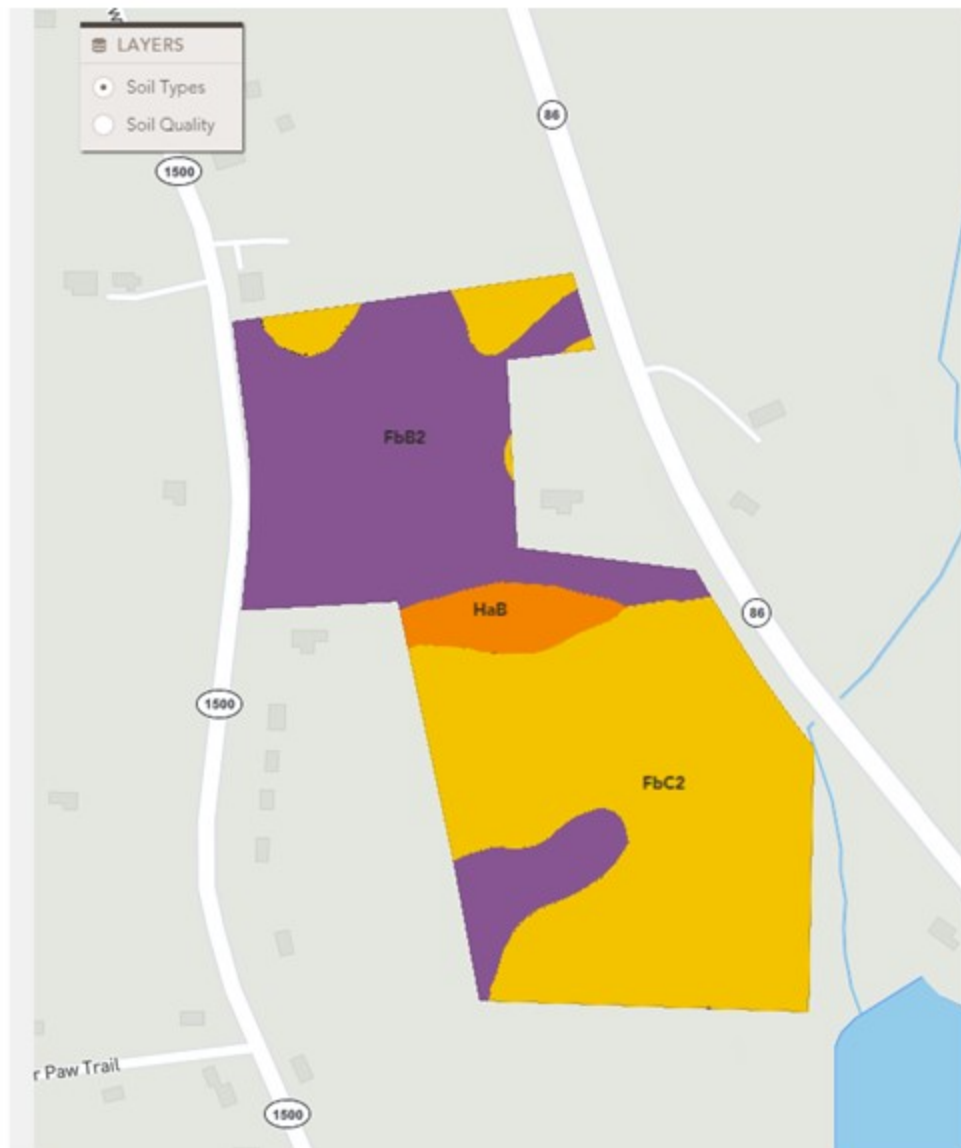 LAYERS
Soil Types
Soil Quality
86
1500
FbB2
HaB
86
1500
FbC2
r Paw Trail
1500